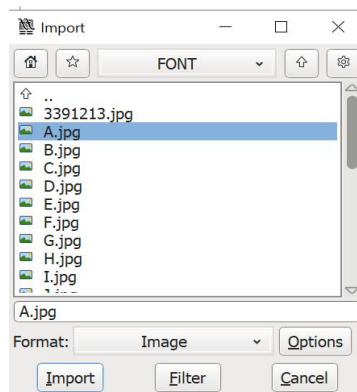 Import
FONT
..
3391213.jpg
A.jpg
B.jpg
C.jpg
D.jpg
E.jpg
F.jpg
G.jpg
H.jpg
I.jpg
A.jpg
Format: Image Options
Import Filter Cancel